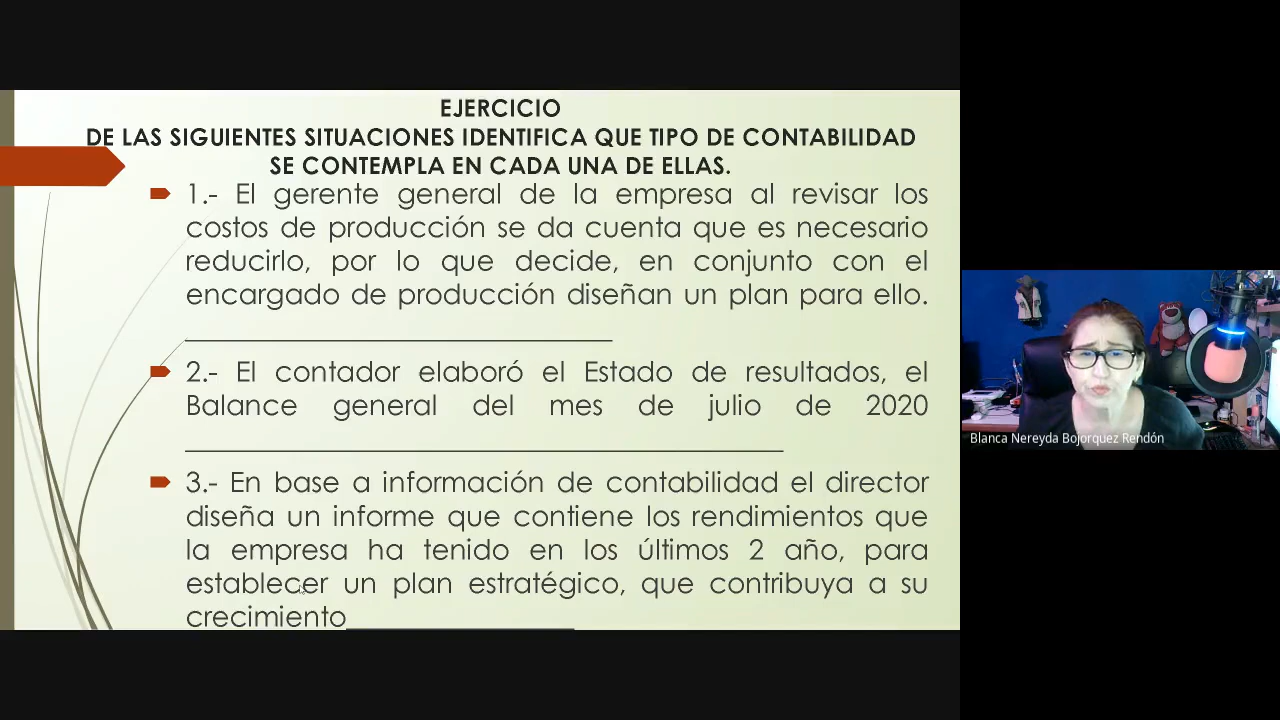 EJERCICIO
DE LAS SIGUIENTES SITUACIONES IDENTIFICA QUE TIPO DE CONTABILIDAD
SE CONTEMPLA EN CADA UNA DE ELLAS.
1.- El gerente general de la empresa al revisar los
costos de producción se da cuenta que es necesario
reducirlo, por lo que decide, en conjunto con el
encargado de producción diseñan un plan para ello.
2.- El contador elaboró el Estado de resultados, el
Balance general del mes de julio de 2020
3.- En base a información de contabilidad el director
diseña un informe que contiene los rendimientos que
la empresa ha tenido en los últimos 2 año, para
establecer un plan estratégico, que contribuya a su
crecimiento
Blanca Nereyda Bojorquez Rendón